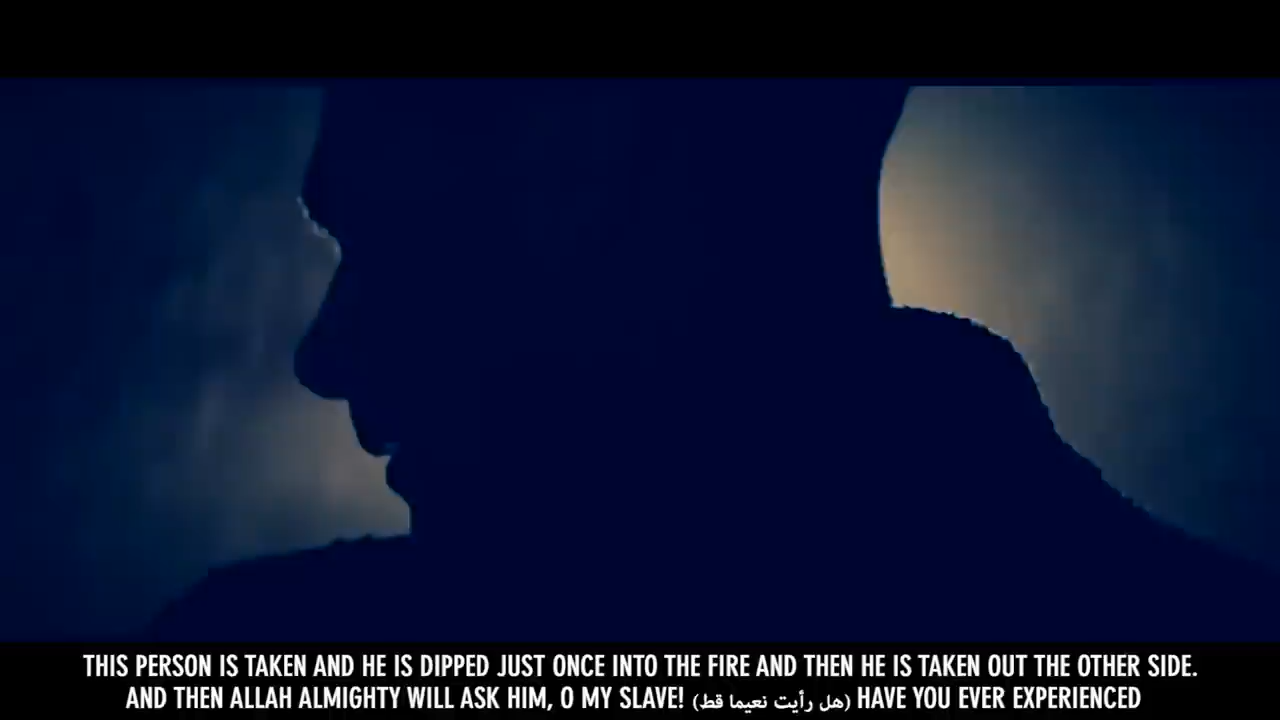 THIS PERSON IS TAKEN AND HE IS DIPPED JUST ONCE INTO THE FIRE AND THEN HE IS TAKEN OUT THE OTHER SIDE.
AND THEN ALLAH ALMIGHTY WILL ASK HIM, O MY SLAVE! (هل رأيت نعيما قط) HAVE YOU EVER EXPERIENCED